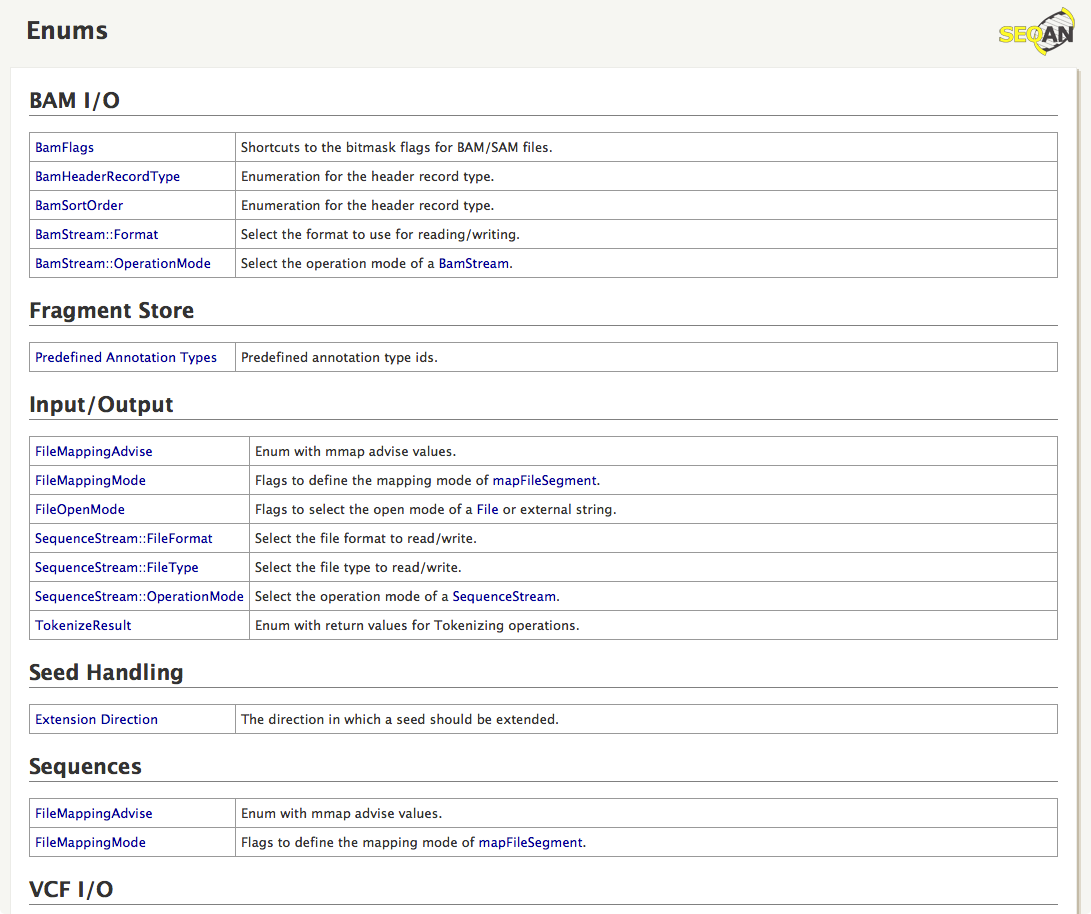 Enums
SEQAN
BAM I/O
BamFlags Shortcuts to the bitmask flags for BAM/SAM files.
BamHeaderRecordType Enumeration for the header record type.
BamSortOrder Enumeration for the header record type.
BamStream::Format Select the format to use for reading/writing.
BamStream::OperationMode Select the operation mode of a BamStream.
Fragment Store
Predefined Annotation Types Predefined annotation type ids.
Input/Output
FileMappingAdvise Enum with mmap advise values.
FileMappingMode Flags to define the mapping mode of mapFileSegment.
FileOpenMode Flags to select the open mode of a File or external string.
SequenceStream::FileFormat Select the file format to read/write.
SequenceStream::FileType Select the file type to read/write.
SequenceStream::OperationMode Select the operation mode of a SequenceStream.
TokenizeResult Enum with return values for Tokenizing operations.
Seed Handling
Extension Direction The direction in which a seed should be extended.
Sequences
FileMappingAdvise Enum with mmap advise values.
FileMappingMode Flags to define the mapping mode of mapFileSegment.
VCF I/O